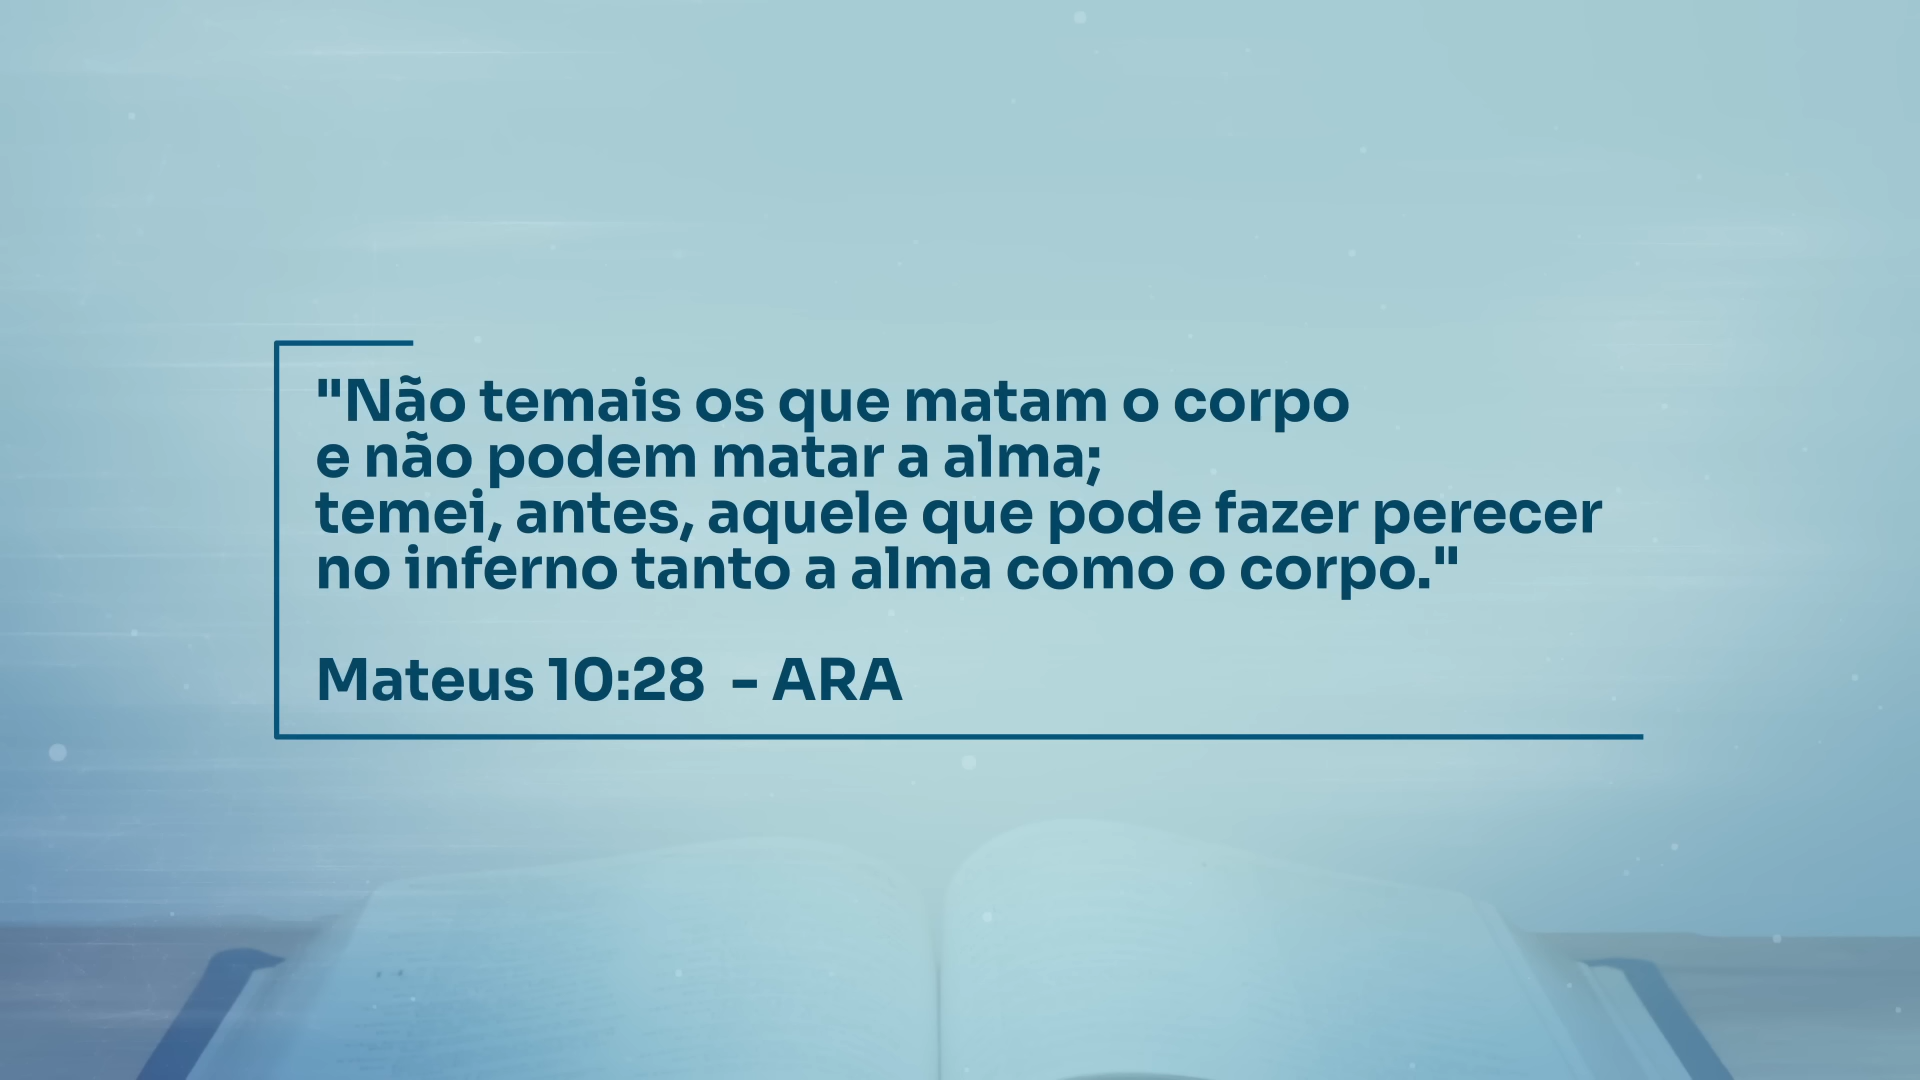 "Não temais os que matam o corpo
e não podem matar a alma;
temei, antes, aquele que pode fazer perecer
no inferno tanto a alma como o corpo."
Mateus 10:28 - ARA